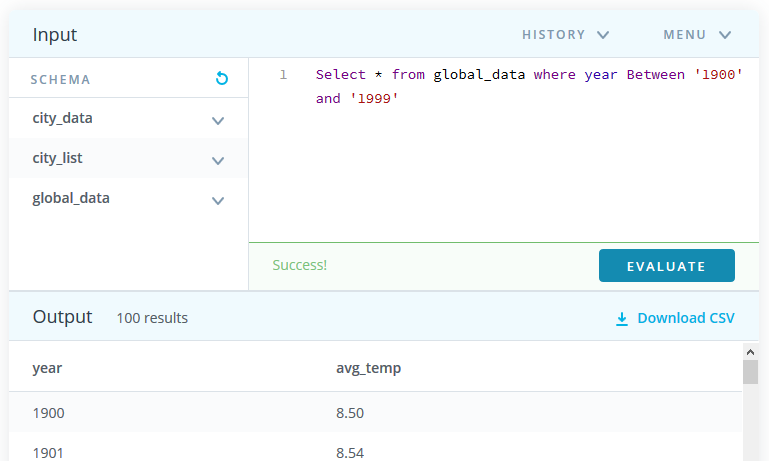 Input
HISTORY
MENU
SCHEMA
city_data
city_list
global_data
1
Select * from global_data where year Between '1900'
and '1999'
Success!
EVALUATE
Output
100 results
Download CSV
year
avg_temp
1900
8.50
1901
8.54